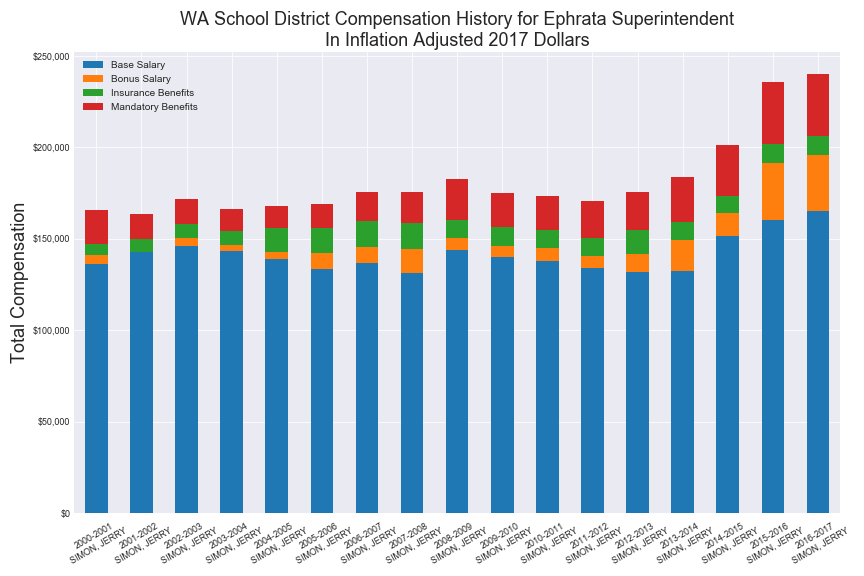 WA School District Compensation History for Ephrata Superintendent
In Inflation Adjusted 2017 Dollars
Base Salary
Bonus Salary
Insurance Benefits
Mandatory Benefits
Total Compensation
$250,000
$200,000
$150,000
$100,000
$50,000
$0
2000-2001
SIMON, JERRY
2001-2002
SIMON, JERRY
2002-2003
SIMON, JERRY
2003-2004
SIMON, JERRY
2004-2005
SIMON, JERRY
2005-2006
SIMON, JERRY
2006-2007
SIMON, JERRY
2007-2008
SIMON, JERRY
2008-2009
SIMON, JERRY
2009-2010
SIMON, JERRY
2010-2011
SIMON, JERRY
2011-2012
SIMON, JERRY
2012-2013
SIMON, JERRY
2013-2014
SIMON, JERRY
2014-2015
SIMON, JERRY
2015-2016
SIMON, JERRY
2016-2017
SIMON, JERRY